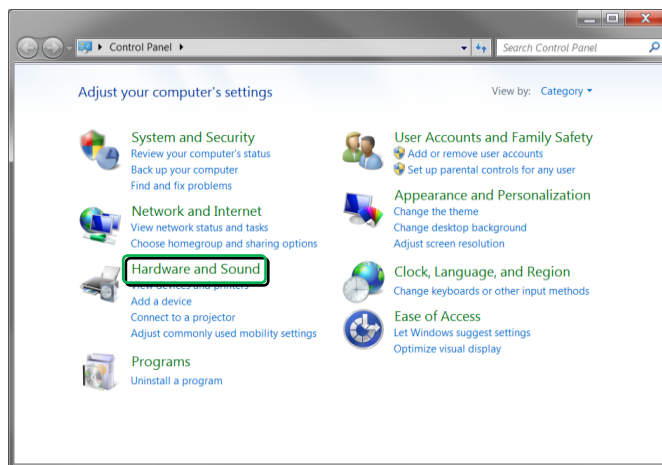 Control Panel
Search Control Panel
Adjust your computer's settings
View by: Category
System and Security
Review your computer's status
Back up your computer
Find and fix problems
Network and Internet
View network status and tasks
Choose homegroup and sharing options
Hardware and Sound
View devices and printers
Add a device
Connect to a projector
Adjust commonly used mobility settings
Programs
Uninstall a program
User Accounts and Family Safety
Add or remove user accounts
Set up parental controls for any user
Appearance and Personalization
Change the theme
Change desktop background
Adjust screen resolution
Clock, Language, and Region
Change keyboards or other input methods
Ease of Access
Let Windows suggest settings
Optimize visual display